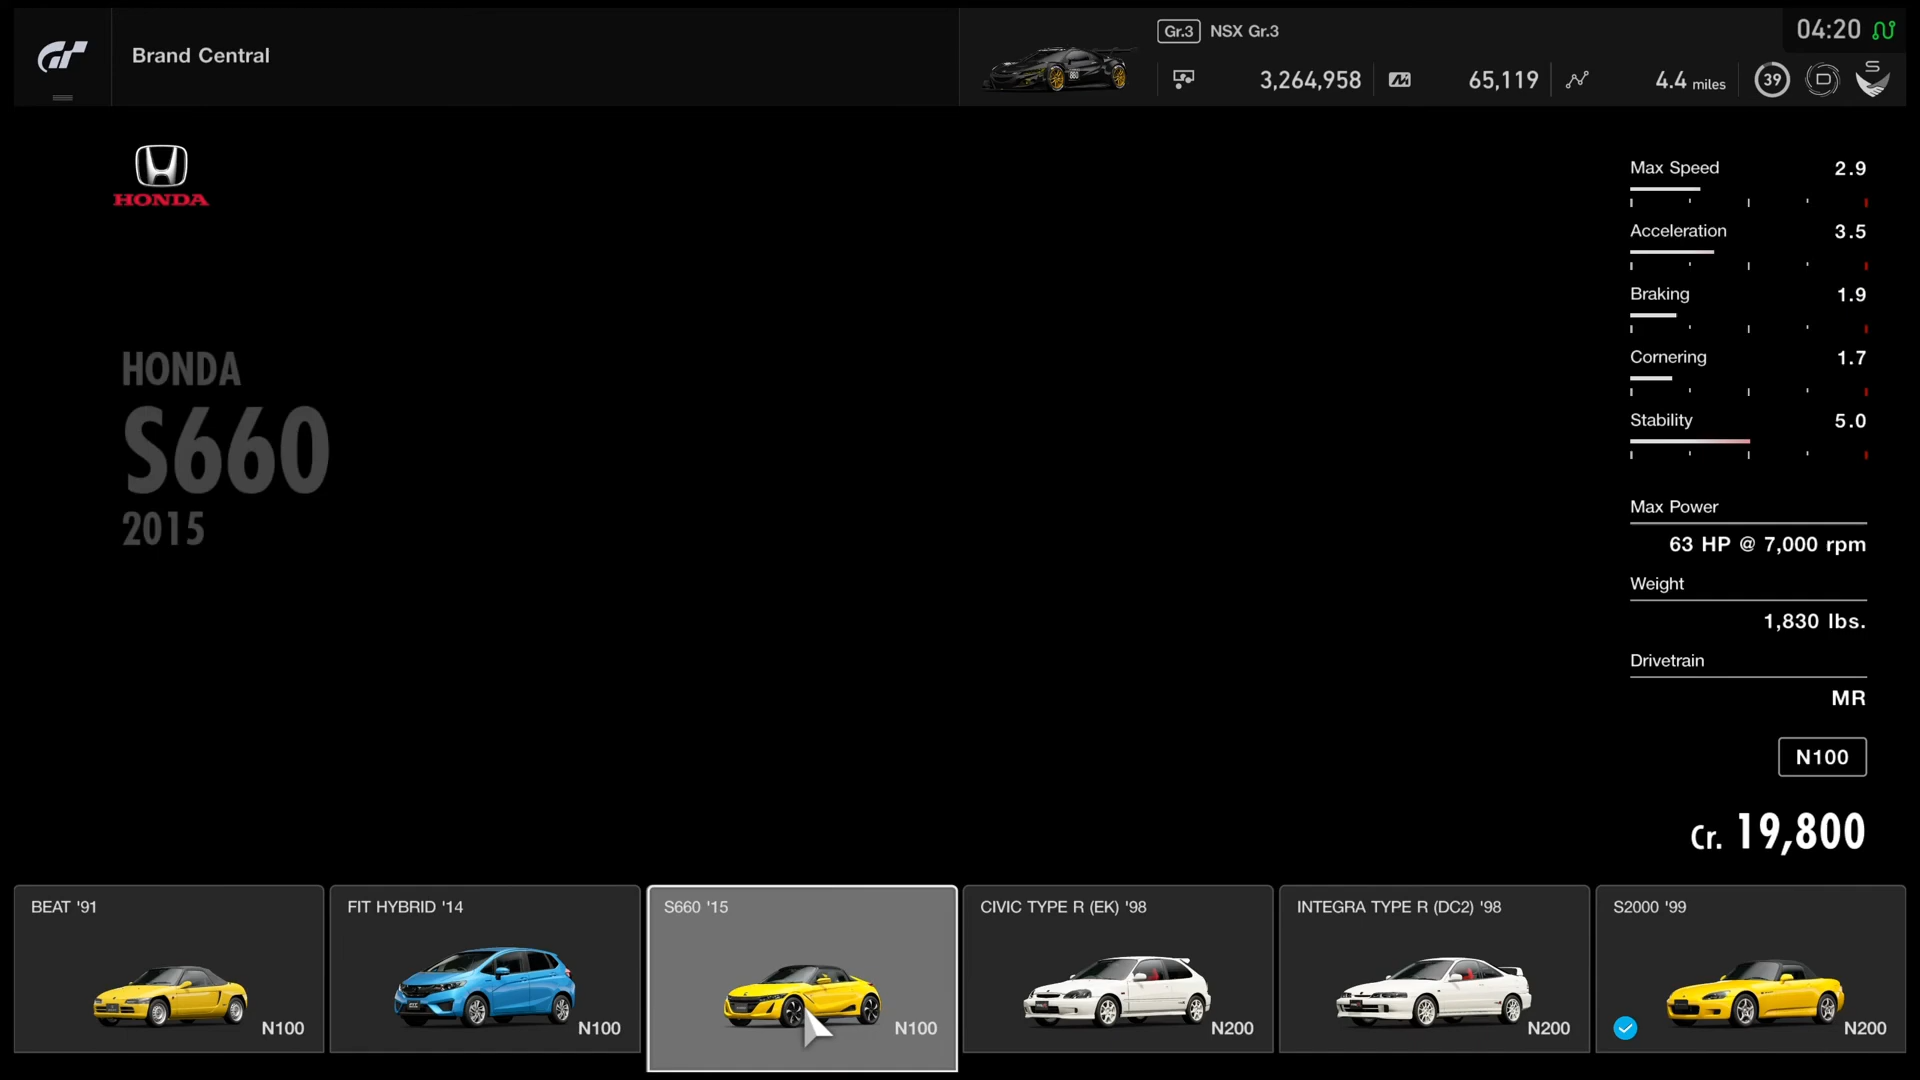 Brand Central
Gr.3 NSX Gr.3
3,264,958
65,119
4.4 miles
04:20
39
S
HONDA
HONDA
S660
2015
Max Speed 2.9
Acceleration 3.5
Braking 1.9
Cornering 1.7
Stability 5.0
Max Power
63 HP @ 7,000 rpm
Weight
1,830 lbs.
Drivetrain
MR
N100
Cr. 19,800
BEAT '91
N100
FIT HYBRID '14
N100
S660 '15
N100
CIVIC TYPE R (EK) '98
N200
INTEGRA TYPE R (DC2) '98
N200
S2000 '99
N200